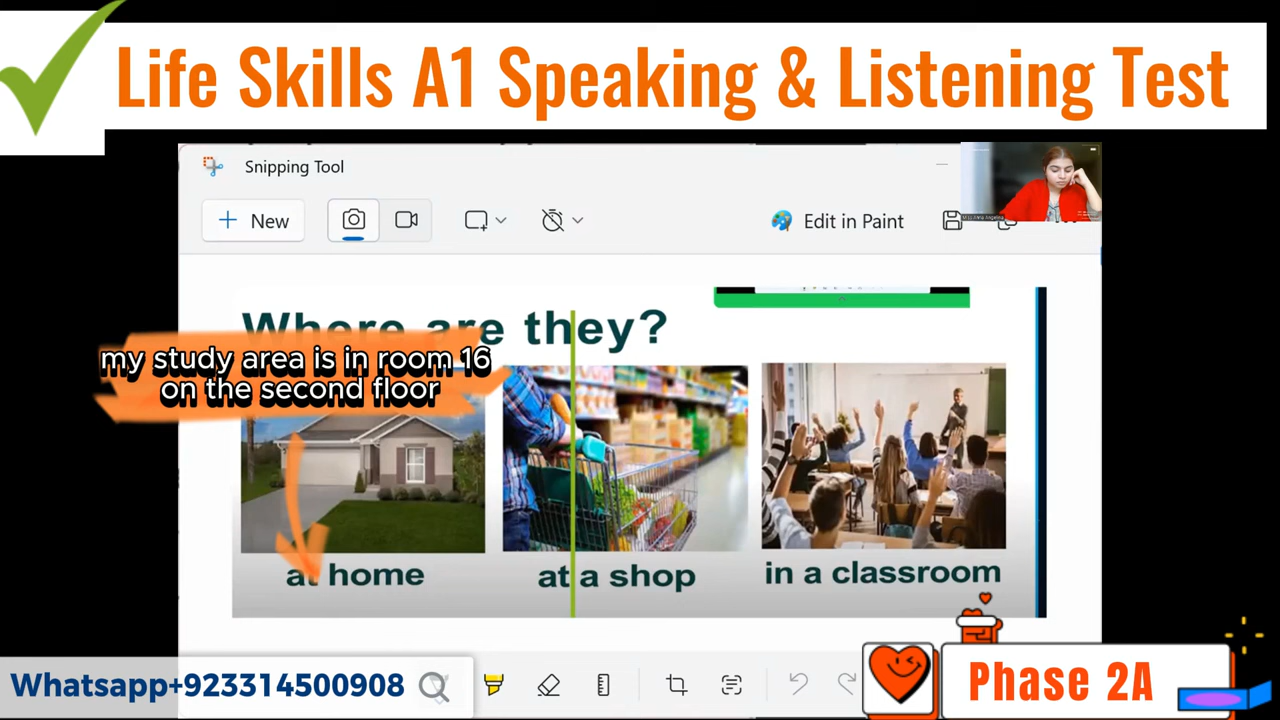 Life Skills A1 Speaking & Listening Test
Snipping Tool
New
Edit in Paint
Where are they?
my study area is in room 16
on the second floor
at home
at a shop
in a classroom
Whatsapp+923314500908
Phase 2A